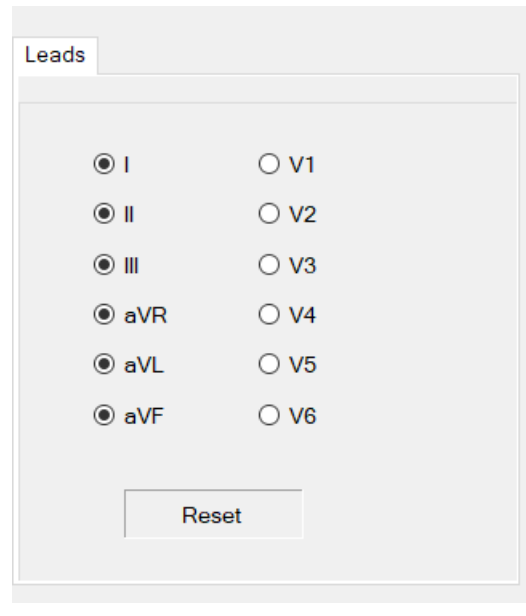 Leads
I V1
II V2
III V3
aVR V4
aVL V5
aVF V6
Reset